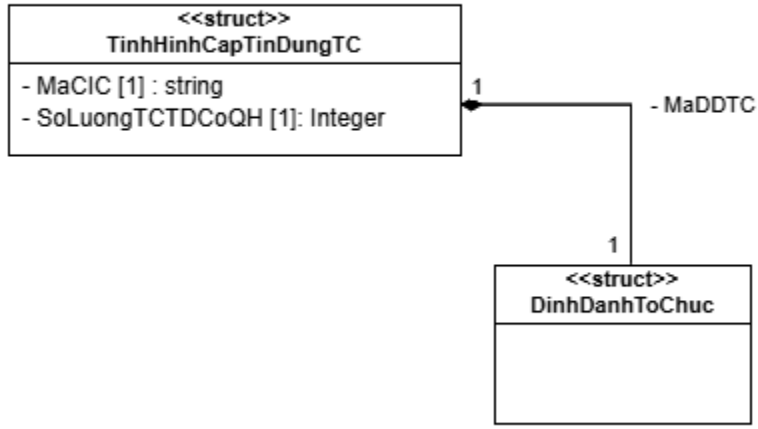 <<struct>>
TinhHinhCapTinDungTC
- MaCIC [1] : string
- SoLuongTCTDCoQH [1]: Integer
1
- MaDDTC
1
<<struct>>
DinhDanhToChuc